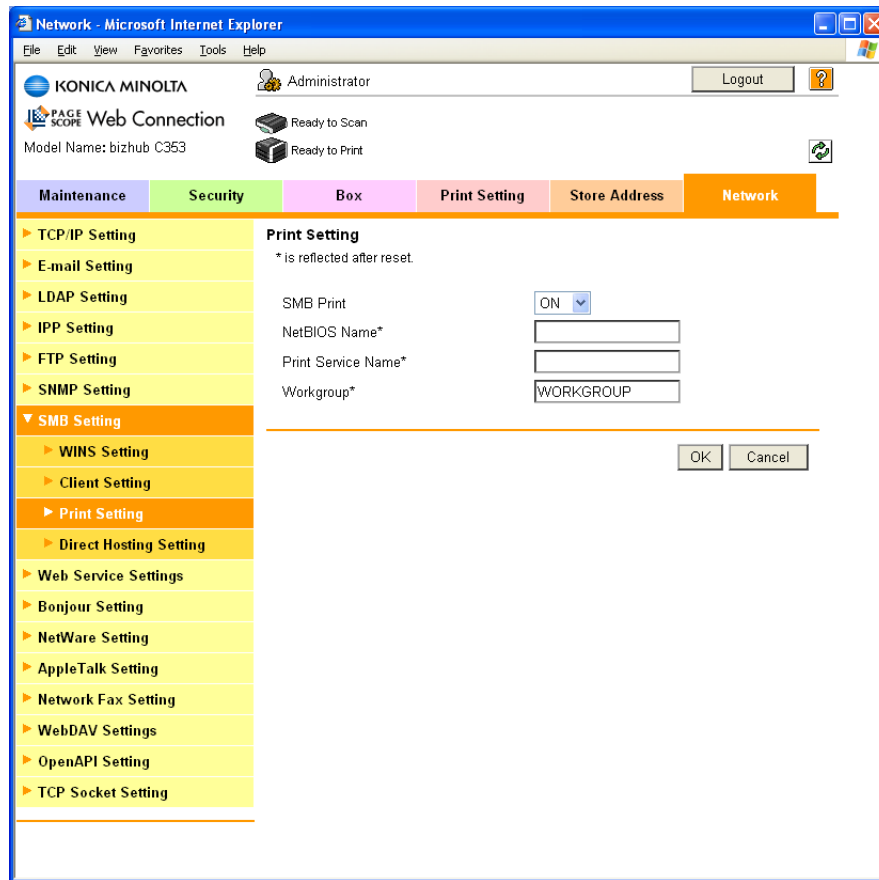 Network - Microsoft Internet Explorer
File Edit View Favorites Tools Help
KONICA MINOLTA
Administrator
Logout
?
PAGE SCOPE Web Connection
Ready to Scan
Model Name: bizhub C353
Ready to Print
Maintenance Security Box Print Setting Store Address Network
TCP/IP Setting
E-mail Setting
LDAP Setting
IPP Setting
FTP Setting
SNMP Setting
SMB Setting
WINS Setting
Client Setting
Print Setting
Direct Hosting Setting
Web Service Settings
Bonjour Setting
NetWare Setting
AppleTalk Setting
Network Fax Setting
WebDAV Settings
OpenAPI Setting
TCP Socket Setting
Print Setting
* is reflected after reset.
SMB Print ON
NetBIOS Name*
Print Service Name*
Workgroup* WORKGROUP
OK Cancel